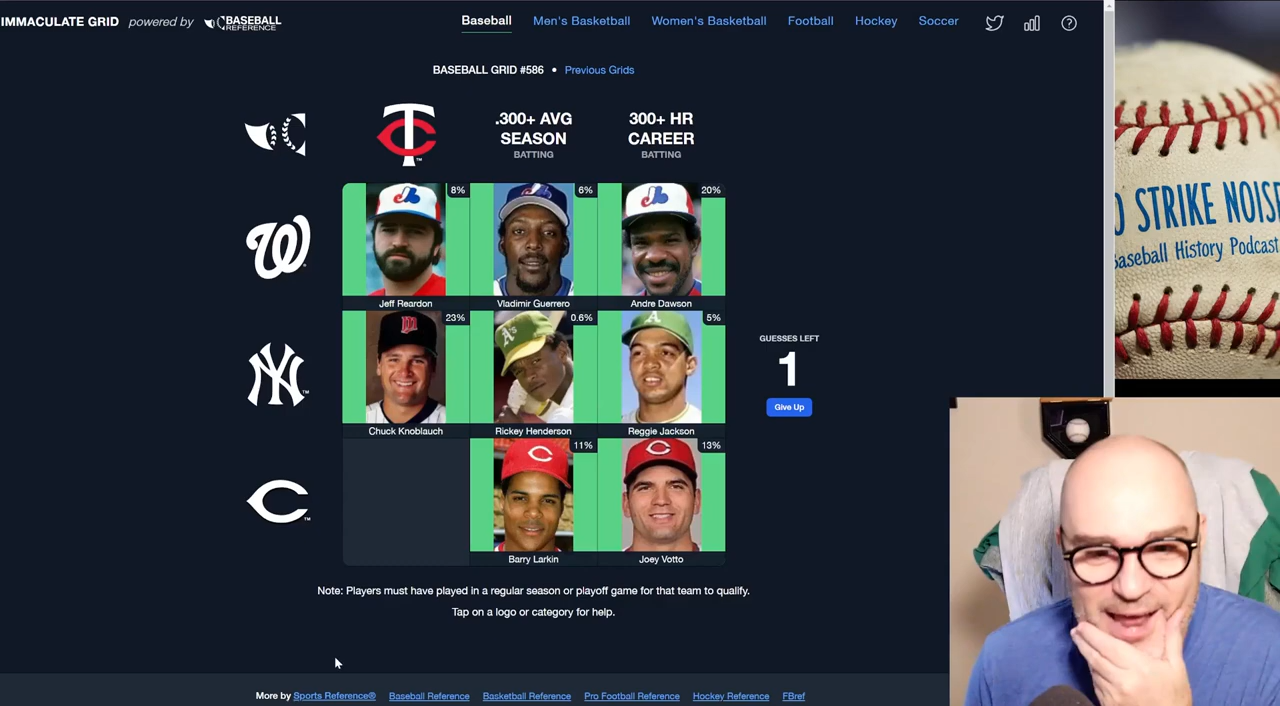 IMMACULATE GRID powered by BASEBALL REFERENCE
Baseball Men's Basketball Women's Basketball Football Hockey Soccer
BASEBALL GRID #586 • Previous Grids
.300+ AVG SEASON BATTING
300+ HR CAREER BATTING
8% 6% 20%
Jeff Reardon Vladimir Guerrero Andre Dawson
23% 0.6% 5%
Chuck Knoblauch Rickey Henderson Reggie Jackson
11% 13%
Barry Larkin Joey Votto
GUESSES LEFT
1
Give Up
Note: Players must have played in a regular season or playoff game for that team to qualify.
Tap on a logo or category for help.
More by Sports Reference® Baseball Reference Basketball Reference Pro Football Reference Hockey Reference FBref
STRIKE NOISE
Baseball History Podcast